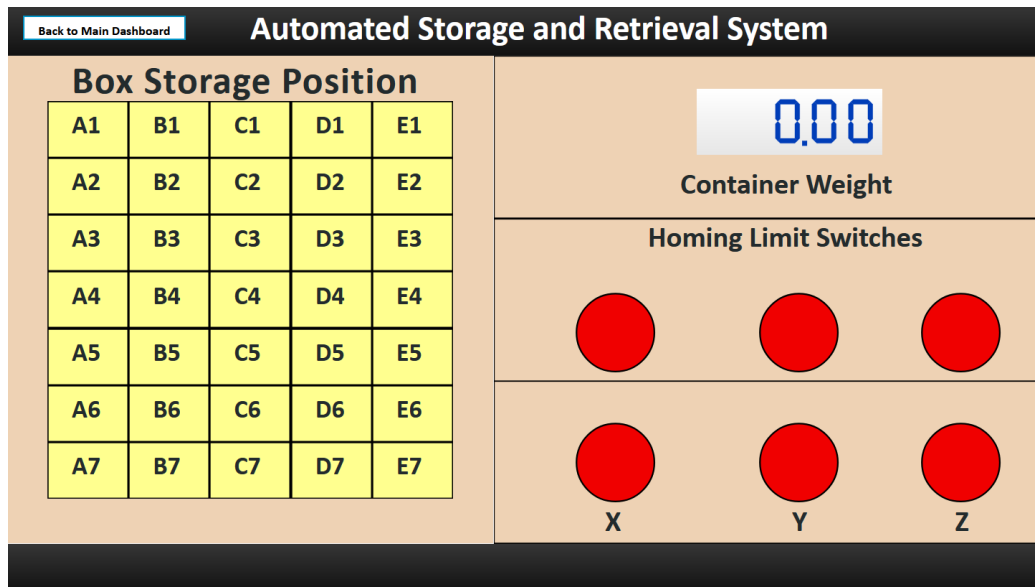 Back to Main Dashboard
Automated Storage and Retrieval System
Box Storage Position
A1 B1 C1 D1 E1
A2 B2 C2 D2 E2
A3 B3 C3 D3 E3
A4 B4 C4 D4 E4
A5 B5 C5 D5 E5
A6 B6 C6 D6 E6
A7 B7 C7 D7 E7
0.00
Container Weight
Homing Limit Switches
X Y Z